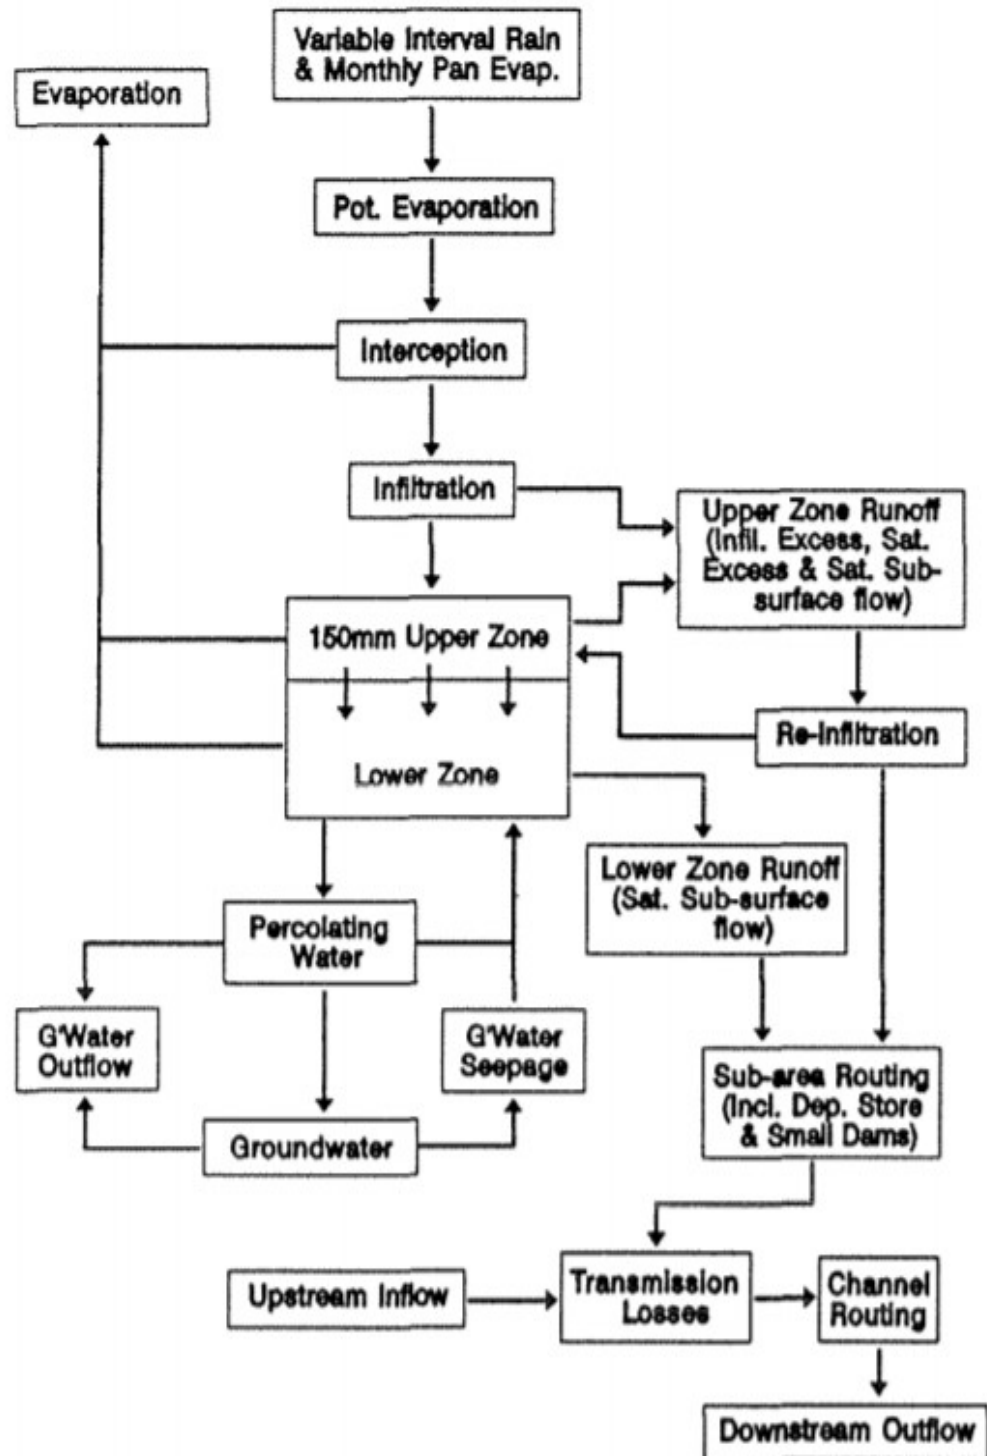 Variable Interval Rain
& Monthly Pan Evap.
Evaporation
Pot. Evaporation
Interception
Infiltration
Upper Zone Runoff
(Infil. Excess, Sat.
Excess & Sat. Sub-
surface flow)
150mm Upper Zone
Re-Infiltration
Lower Zone
Lower Zone Runoff
(Sat. Sub-surface
flow)
Percolating
Water
G'Water
Outflow
G'Water
Seepage
Sub-area Routing
(Incl. Dep. Store
& Small Dams)
Groundwater
Upstream Inflow
Transmission
Losses
Channel
Routing
Downstream Outflow